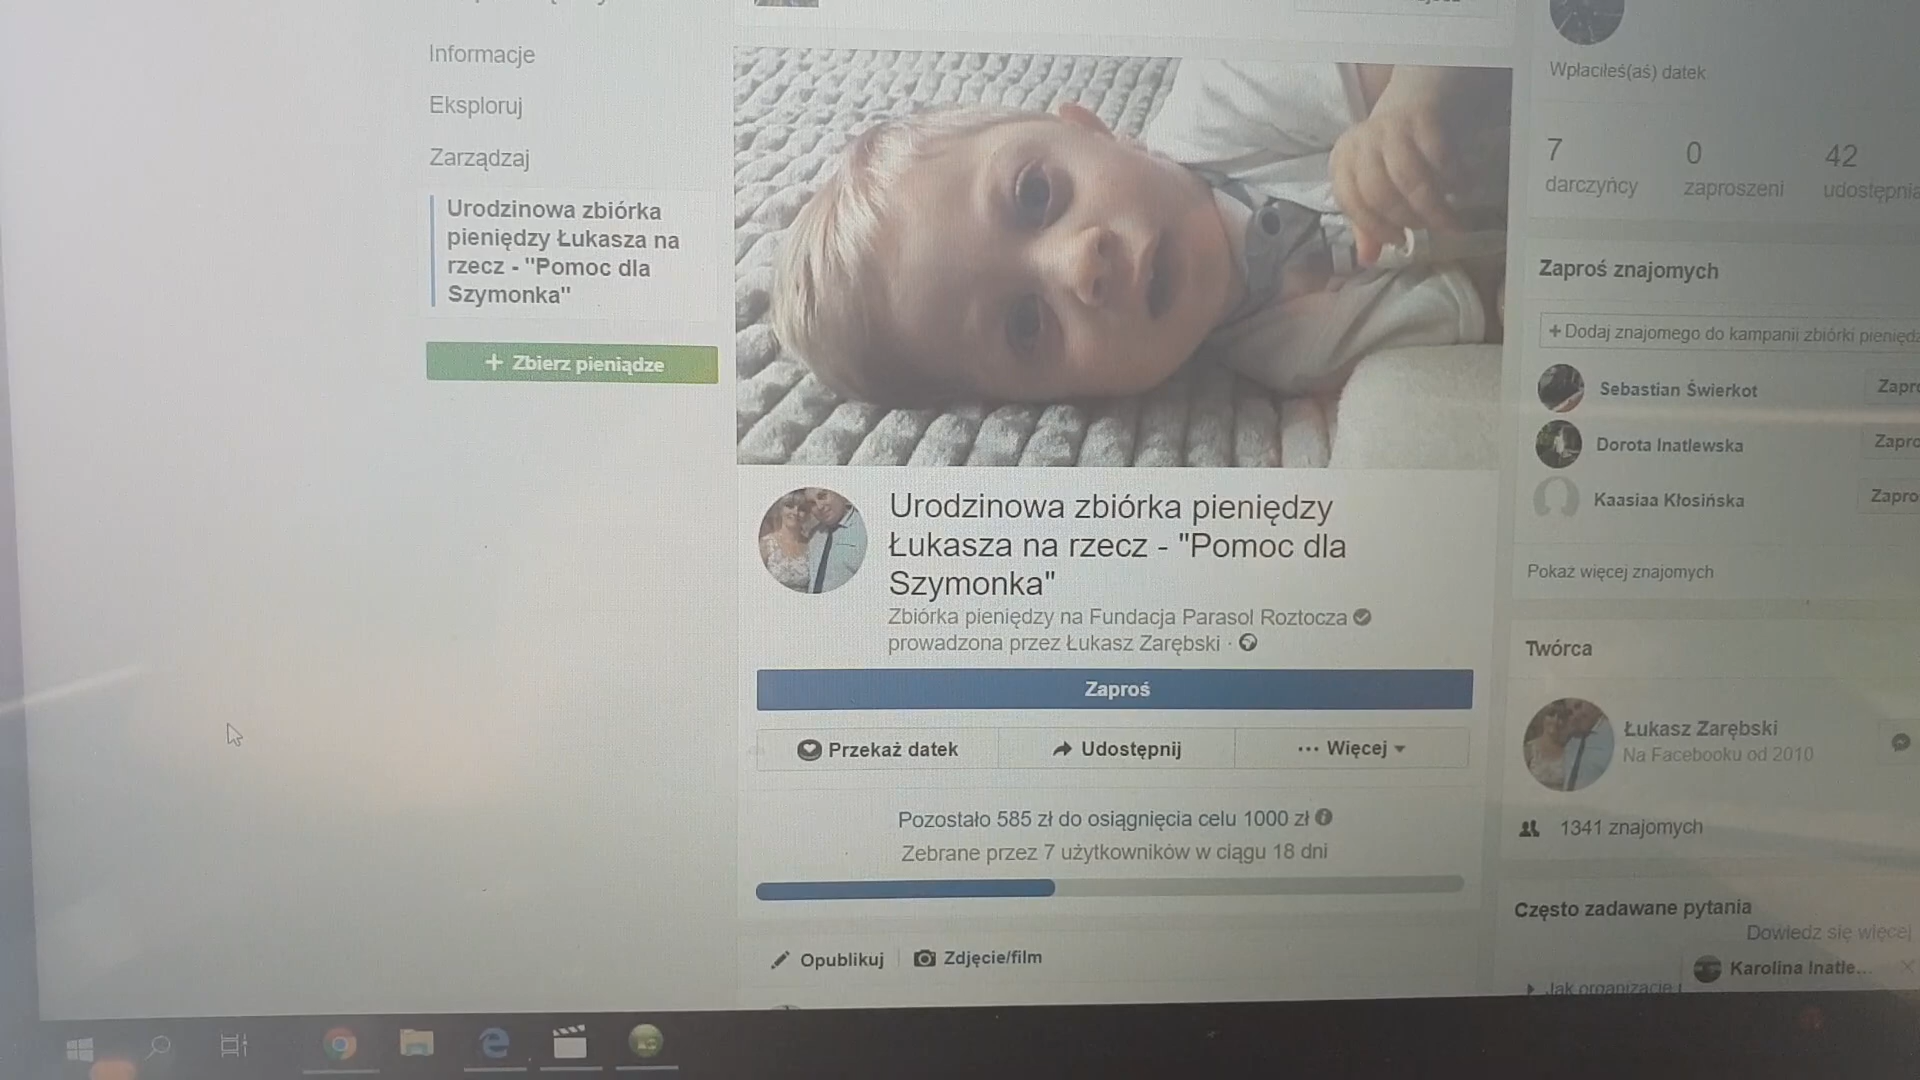 Informacje
Eksploruj
Zarządzaj
Urodzinowa zbiórka
pieniędzy Łukasza na
rzecz - "Pomoc dla
Szymonka"
+ Zbierz pieniądze
Urodzinowa zbiórka pieniędzy
Łukasza na rzecz - "Pomoc dla
Szymonka"
Zbiórka pieniędzy na Fundacja Parasol Roztocza
prowadzona przez Łukasz Zarębski ·
Zaproś
Przekaż datek
Udostępnij
Więcej
Pozostało 585 zł do osiągnięcia celu 1000 zł
Zebrane przez 7 użytkowników w ciągu 18 dni
Opublikuj
Zdjęcie/film
Wpłaciłeś(aś) datek
7 0 42
darczyńcy zaproszeni udostępnia
Zaproś znajomych
+ Dodaj znajomego do kampanii zbiórki pieniędz
Sebastian Świerkot Zapro
Dorota Inatlewska Zapro
Kaasiaa Kłosińska Zapro
Pokaż więcej znajomych
Twórca
Łukasz Zarębski
Na Facebooku od 2010
1341 znajomych
Często zadawane pytania
Dowiedz się więcej
Karolina Inatle...